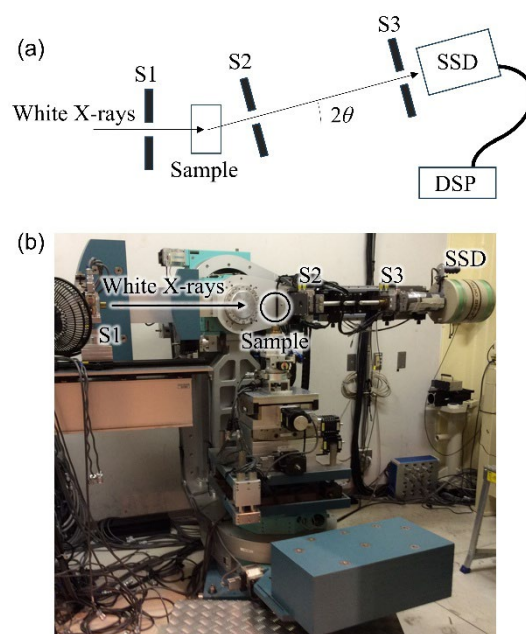 (a)
S1
S2
S3
SSD
White X-rays
2θ
Sample
DSP
(b)
S2
S3
SSD
White X-rays
S1
Sample